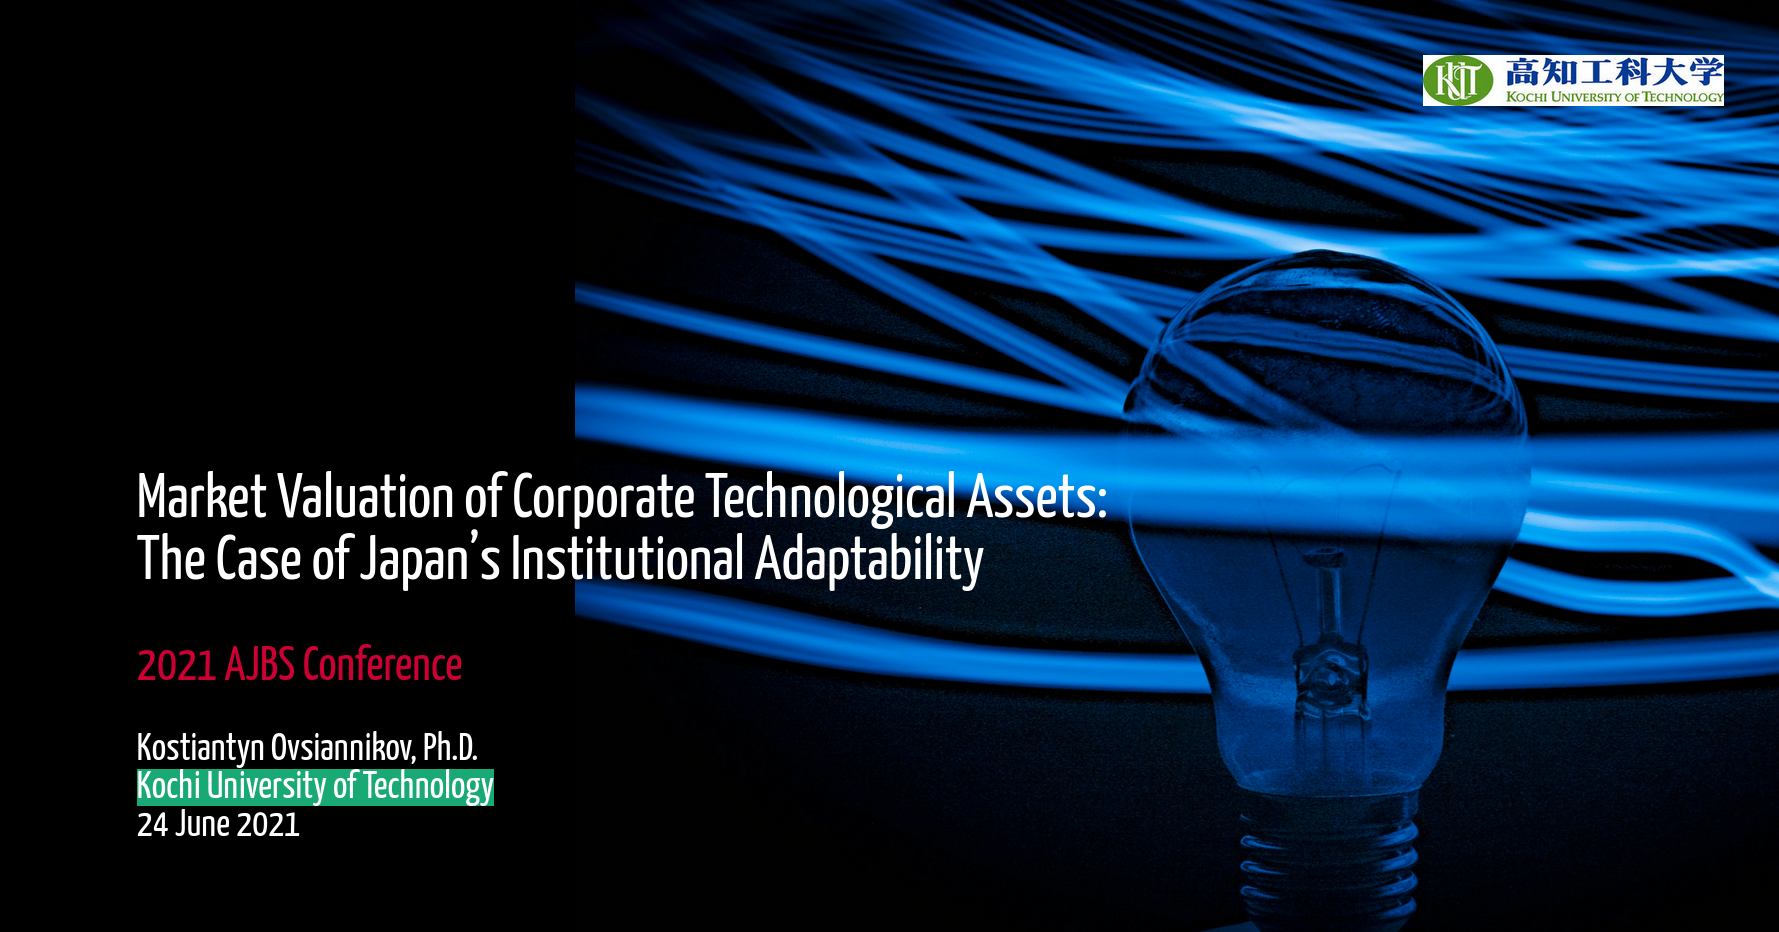 高知工科大学
KOCHI UNIVERSITY OF TECHNOLOGY
Market Valuation of Corporate Technological Assets:
The Case of Japan’s Institutional Adaptability
2021 AJBS Conference
Kostiantyn Ovsiannikov, Ph.D.
Kochi University of Technology
24 June 2021